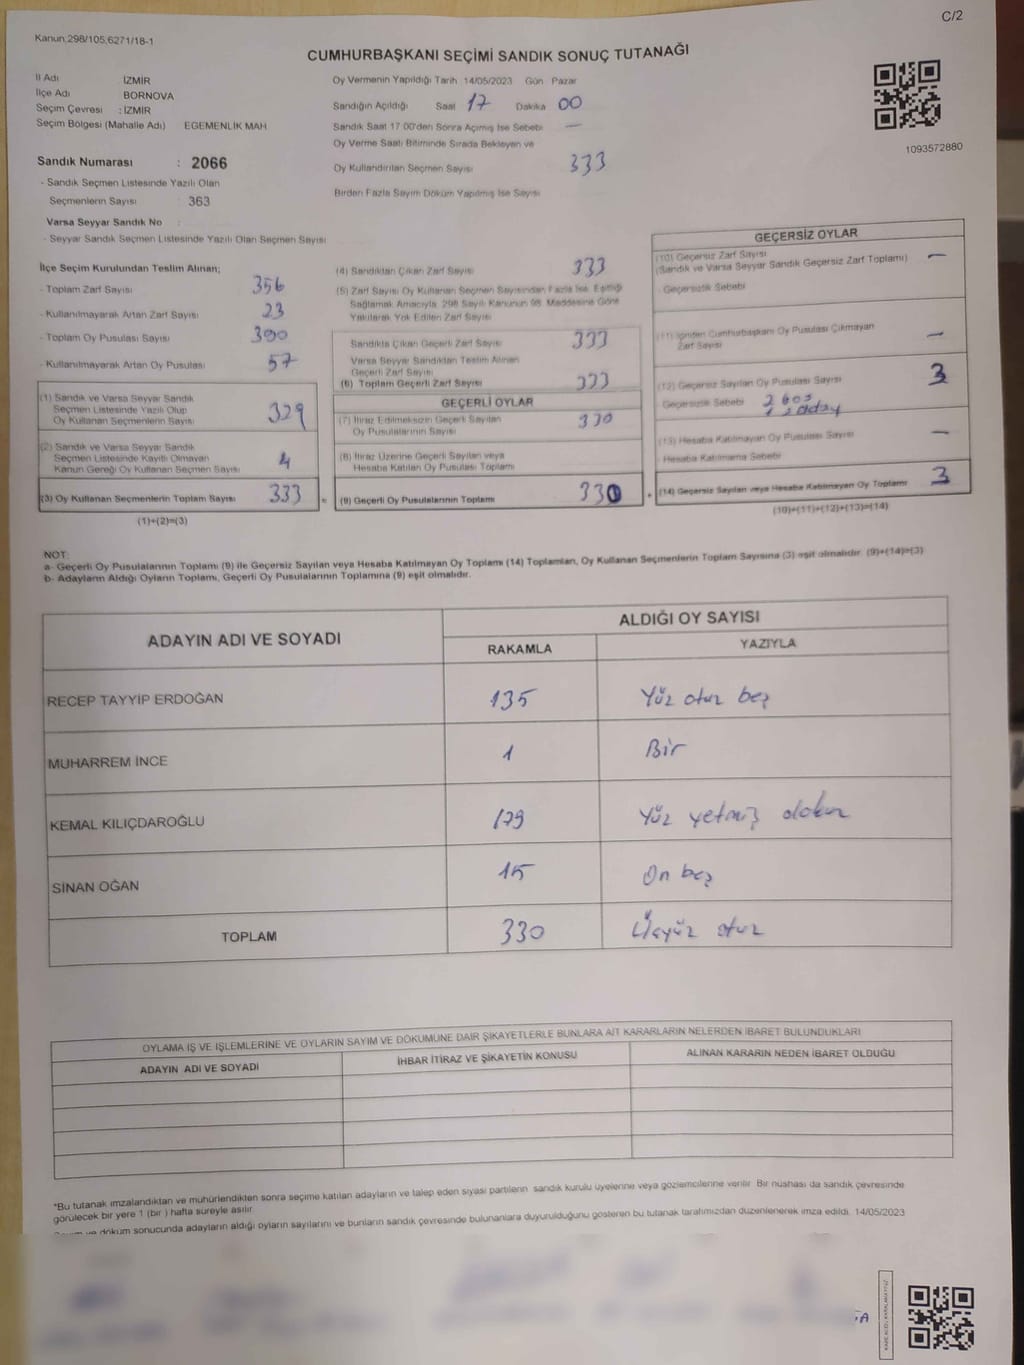 C/2
Kanun,298/105,6271/18-1
CUMHURBAŞKANI SEÇİMİ SANDIK SONUÇ TUTANAĞI
İl Adı İZMİR
İlçe Adı BORNOVA
Seçim Çevresi : İZMİR
Seçim Bölgesi (Mahalle Adı) EGEMENLİK MAH
Sandık Numarası : 2066
- Sandık Seçmen Listesinde Yazılı Olan
Seçmenlerin Sayısı 363
Varsa Seyyar Sandık No
- Seyyar Sandık Seçmen Listesinde Yazılı Olan Seçmen Sayısı
Oy Vermenin Yapıldığı Tarih 14/05/2023 Gün Pazar
Sandığın Açıldığı Saat 17 Dakika 00
Sandık Saat 17:00'den Sonra Açımış İse Sebebi —
Oy Verme Saati Bitiminde Sırada Bekleyen ve
Oy Kullandırılan Seçmen Sayısı 333
Birden Fazla Sayım Döküm Yapılmış İse Sayısı
1093572880
İlçe Seçim Kurulundan Teslim Alınan;
- Toplam Zarf Sayısı 356
- Kullanılmayarak Artan Zarf Sayısı 23
- Toplam Oy Pusulası Sayısı 390
- Kullanılmayarak Artan Oy Pusulası 57
(1) Sandık ve Varsa Seyyar Sandık
Seçmen Listesinde Yazılı Olup
Oy Kullanan Seçmenlerin Sayısı 329
(2) Sandık ve Varsa Seyyar Sandık
Seçmen Listesinde Kayıtlı Olmayan
Kanun Gereği Oy Kullanan Seçmen Sayısı 4
(3) Oy Kullanan Seçmenlerin Toplam Sayısı 333
(1)+(2)=(3)
(4) Sandıktan Çıkan Zarf Sayısı 333
(5) Zarf Sayısı Oy Kullanan Seçmen Sayısından Fazla İse, Eşitliği
Sağlamak Amacıyla 298 Sayılı Kanunun 98. Maddesine Göre
Yakılarak Yok Edilen Zarf Sayısı
Sandıkta Çıkan Geçerli Zarf Sayısı 333
Varsa Seyyar Sandıktan Teslim Alınan
Geçerli Zarf Sayısı
(6) Toplam Geçerli Zarf Sayısı 333
GEÇERLİ OYLAR
(7) İtiraz Edilmeksizin Geçerli Sayılan
Oy Pusulalarının Sayısı 330
(8) İtiraz Üzerine Geçerli Sayılan veya
Hesaba Katılan Oy Pusulası Toplamı
(9) Geçerli Oy Pusulalarının Toplamı 330
GEÇERSİZ OYLAR
(10) Geçersiz Zarf Sayısı
(Sandık ve Varsa Seyyar Sandık Geçersiz Zarf Toplamı) —
- Geçersizlik Sebebi
(11) İçinden Cumhurbaşkanı Oy Pusulası Çıkmayan
Zarf Sayısı —
(12) Geçersiz Sayılan Oy Pusulası Sayısı 3
- Geçersizlik Sebebi 2 boş
aday
(13) Hesaba Katılmayan Oy Pusulası Sayısı —
- Hesaba Katılmama Sebebi
(14) Geçersiz Sayılan veya Hesaba Katılmayan Oy Toplamı 3
(10)+(11)+(12)+(13)=(14)
NOT:
a- Geçerli Oy Pusulalarının Toplamı (9) ile Geçersiz Sayılan veya Hesaba Katılmayan Oy Toplamı (14) Toplamları, Oy Kullanan Seçmenlerin Toplam Sayısına (3) eşit olmalıdır. (9)+(14)=(3)
b- Adayların Aldığı Oyların Toplamı, Geçerli Oy Pusulalarının Toplamına (9) eşit olmalıdır.
ADAYIN ADI VE SOYADI ALDIĞI OY SAYISI
RAKAMLA YAZIYLA
RECEP TAYYİP ERDOĞAN 135 Yüz otuz beş
MUHARREM İNCE 1 Bir
KEMAL KILIÇDAROĞLU 179 Yüz yetmiş dokuz
SİNAN OĞAN 15 On beş
TOPLAM 330 Üçyüz otuz
OYLAMA İŞ VE İŞLEMLERİNE VE OYLARIN SAYIM VE DÖKÜMÜNE DAİR ŞİKAYETLERLE BUNLARA AİT KARARLARIN NELERDEN İBARET BULUNDUKLARI
ADAYIN ADI VE SOYADI İHBAR İTİRAZ VE ŞİKAYETİN KONUSU ALINAN KARARIN NEDEN İBARET OLDUĞU
*Bu tutanak imzalandıktan ve mühürlendikten sonra seçime katılan adayların ve talep eden siyasi partilerin sandık kurulu üyelerine veya gözlemcilerine verilir. Bir nüshası da sandık çevresinde
görülecek bir yere 1 (bir ) hafta süreyle asılır.
ve döküm sonucunda adayların aldığı oyların sayılarını ve bunların sandık çevresinde bulunanlara duyurulduğunu gösteren bu tutanak tarafımızdan düzenlenerek imza edildi. 14/05/2023